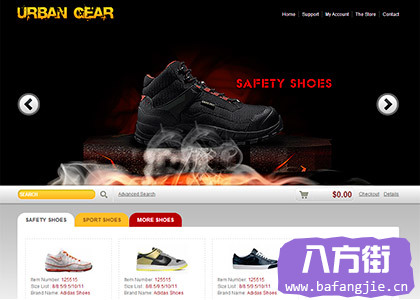 URBAN GEAR
Home Support My Account The Store Contact
SAFETY SHOES
SEARCH
Advanced Search
$0.00 Checkout Details
SAFETY SHOES SPORT SHOES MORE SHOES
Item Number: 125515
Size List: 8.5/9.5/10/11
Brand Name: Adidas Shoes
Item Number: 125515
Size List: 8.5/9.5/10/11
Brand Name: Adidas Shoes
Item Number: 125515
Size List: 8.5/9.5/10/11
Brand Name: Adidas Shoes
八方街
www.bafangjie.cn